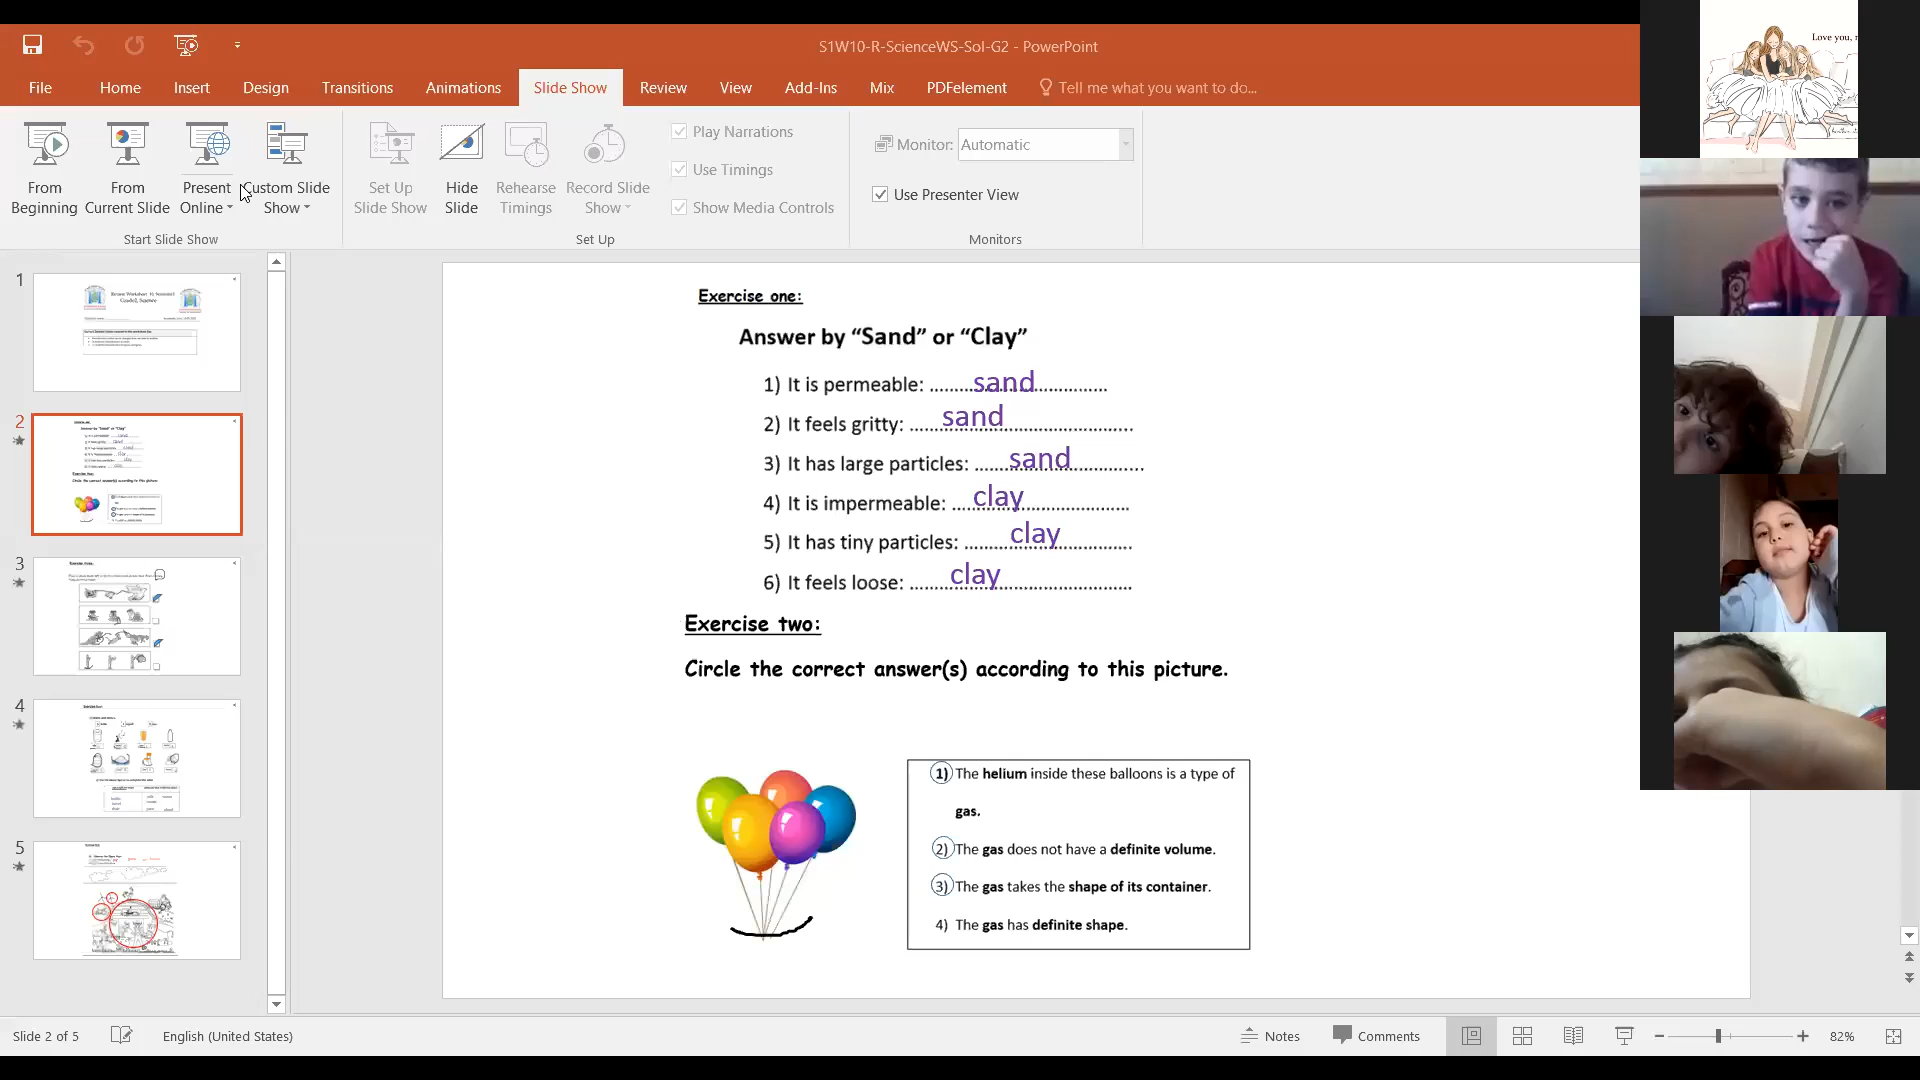 S1W10-R-ScienceWS-Sol-G2 - PowerPoint
File Home Insert Design Transitions Animations Slide Show Review View Add-Ins Mix PDFelement Tell me what you want to do...
From Beginning
From Current Slide
Present Online
Custom Slide Show
Start Slide Show
Set Up Slide Show
Hide Slide
Rehearse Timings
Record Slide Show
Play Narrations
Use Timings
Show Media Controls
Set Up
Monitor: Automatic
Use Presenter View
Monitors
Love you,
1
2
3
4
5
Exercise one:
Answer by “Sand” or “Clay”
1) It is permeable: ........sand........
2) It feels gritty: ........sand........
3) It has large particles: ........sand........
4) It is impermeable: ........clay........
5) It has tiny particles: ........clay........
6) It feels loose: ........clay........
Exercise two:
Circle the correct answer(s) according to this picture.
1) The helium inside these balloons is a type of
gas.
2) The gas does not have a definite volume.
3) The gas takes the shape of its container.
4) The gas has definite shape.
Slide 2 of 5 English (United States) Notes Comments 82%